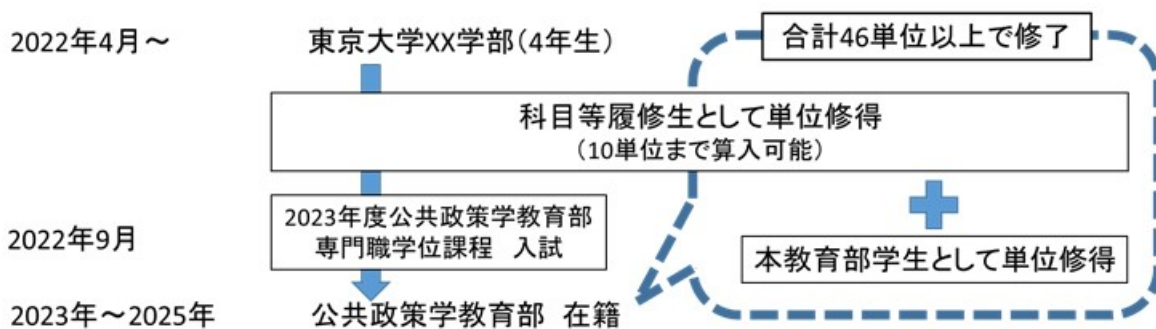 2022年4月～ 東京大学XX学部（4年生） 合計46単位以上で修了
科目等履修生として単位修得
（10単位まで算入可能）
2022年9月
2023年度公共政策学教育部
専門職学位課程 入試
本教育部学生として単位修得
2023年～2025年 公共政策学教育部 在籍